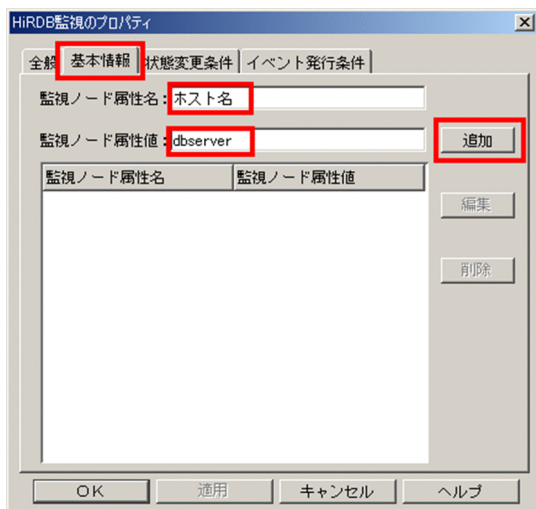 HiRDB監視のプロパティ
全般 基本情報 状態変更条件 イベント発行条件
監視ノード属性名：ホスト名
監視ノード属性値：dbserver 追加
監視ノード属性名 監視ノード属性値
編集
削除
OK 適用 キャンセル ヘルプ